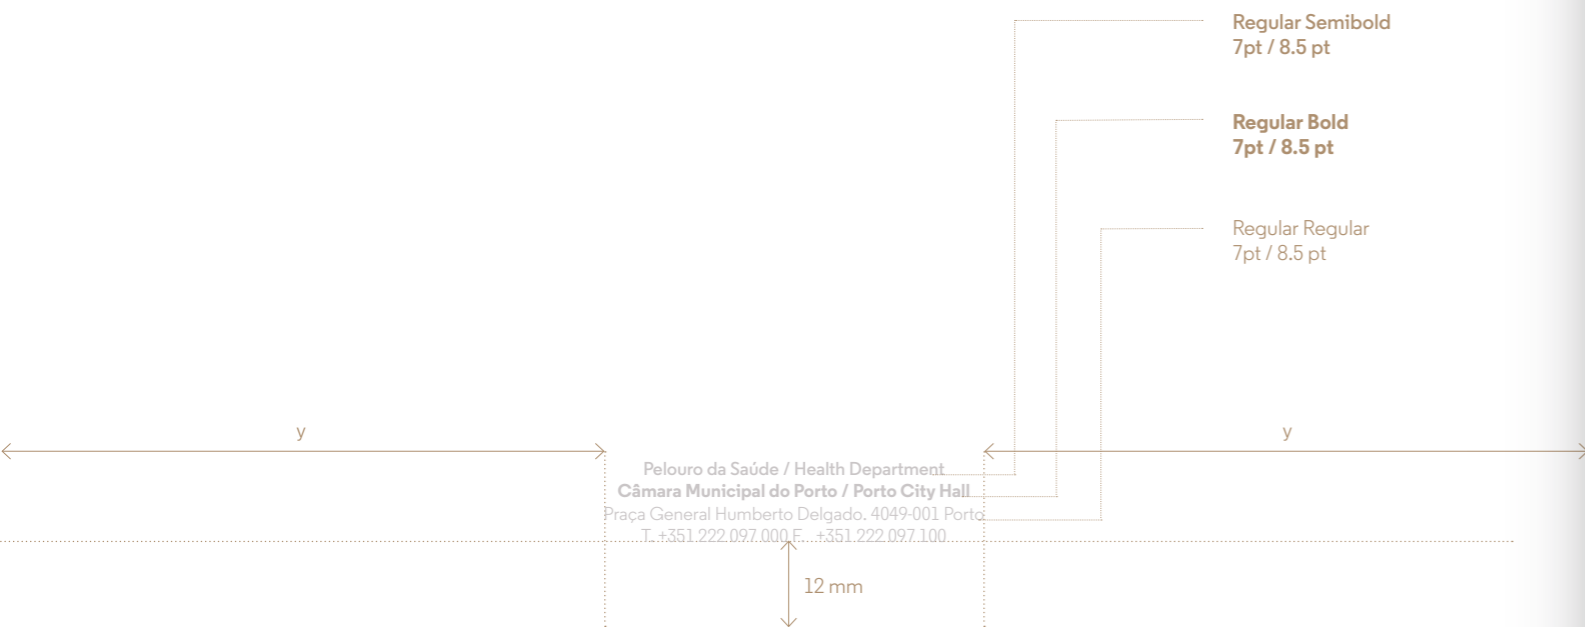 Regular Semibold
7pt / 8.5 pt
Regular Bold
7pt / 8.5 pt
Regular Regular
7pt / 8.5 pt
y
y
Pelouro da Saúde / Health Department
Câmara Municipal do Porto / Porto City Hall
Praça General Humberto Delgado. 4049-001 Porto
T. +351 222 097 000 F. +351 222 097 100
12 mm